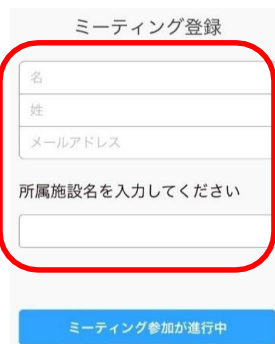 ミーティング登録
名
姓
メールアドレス
所属施設名を入力してください
ミーティング参加が進行中